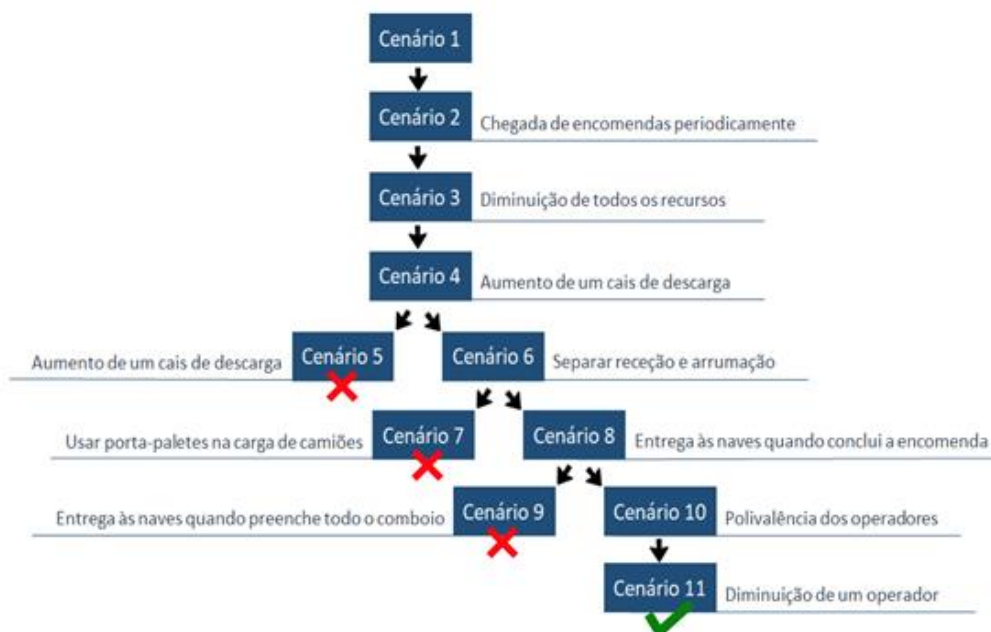 Cenário 1
Cenário 2 Chegada de encomendas periodicamente
Cenário 3 Diminuição de todos os recursos
Cenário 4 Aumento de um cais de descarga
Aumento de um cais de descarga Cenário 5 Cenário 6 Separar receção e arrumação
Usar porta-paletes na carga de camiões Cenário 7 Cenário 8 Entrega às naves quando conclui a encomenda
Entrega às naves quando preenche todo o comboio Cenário 9 Cenário 10 Polivalência dos operadores
Cenário 11 Diminuição de um operador